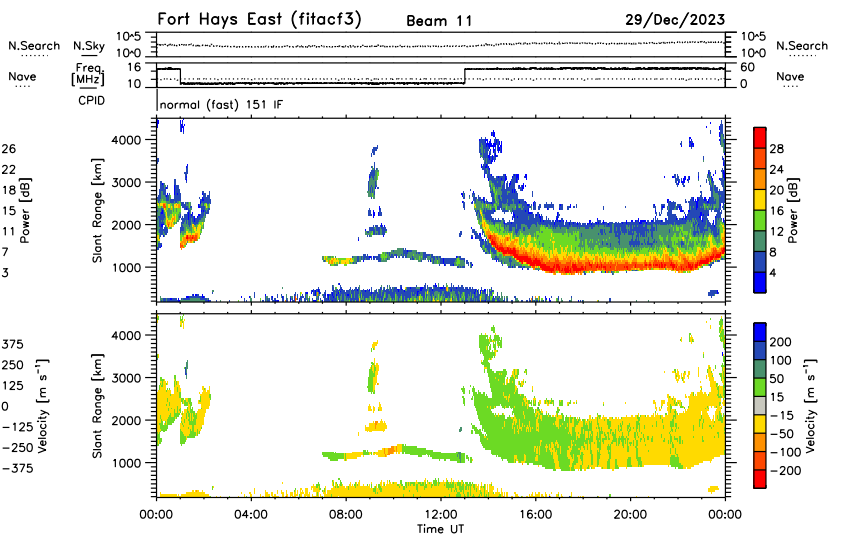 Fort Hays East (fitacf3) Beam 11 29/Dec/2023
N.Search N.Sky 10^5 10^0 10^5 10^0 N.Search
Nave Freq. [MHz] 16 10 60 0 Nave
CPID normal (fast) 151 IF
26 22 18 15 11 7 3
Power [dB]
Slant Range [km]
4000 3000 2000 1000
28 24 20 16 12 8 4
Power [dB]
375 250 125 0 −125 −250 −375
Velocity [m s⁻¹]
Slant Range [km]
4000 3000 2000 1000
200 100 50 15 −15 −50 −100 −200
Velocity [m s⁻¹]
00:00 04:00 08:00 12:00 16:00 20:00 00:00
Time UT